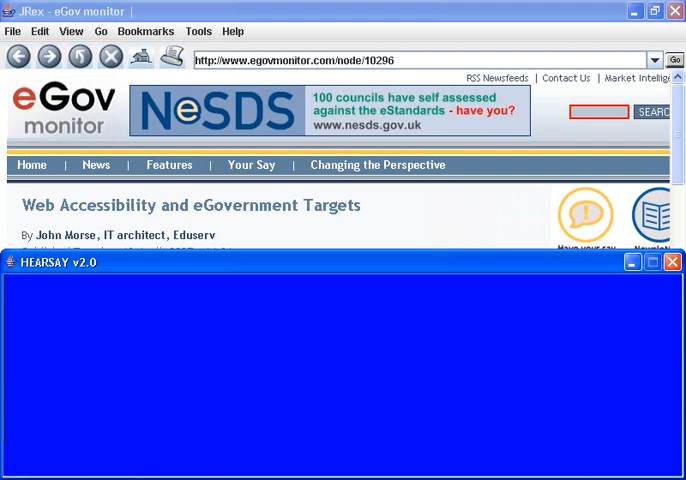 JRex - eGov monitor
File Edit View Go Bookmarks Tools Help
http://www.egovmonitor.com/node/10296 Go
RSS Newsfeeds | Contact Us | Market Intellige
eGov
monitor
NeSDS
100 councils have self assessed
against the eStandards - have you?
www.nesds.gov.uk
SEARC
Home | News | Features | Your Say | Changing the Perspective
Web Accessibility and eGovernment Targets
By John Morse, IT architect, Eduserv
Have your say
HEARSAY v2.0